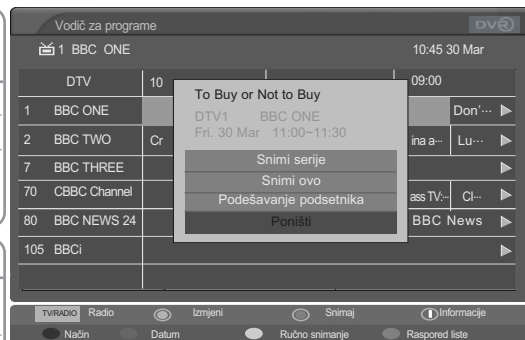 Vodič za programe DVR
1 BBC ONE 10:45 30 Mar
DTV 10 09:00
1 BBC ONE Don'...
2 BBC TWO Cr ina a... Lu...
7 BBC THREE
70 CBBC Channel ass TV:.. Cl...
80 BBC NEWS 24 BBC News
105 BBCi
To Buy or Not to Buy
DTV1 BBC ONE
Fri. 30 Mar 11:00~11:30
Snimi serije
Snimi ovo
Podešavanje podsetnika
Poništi
TV/RADIO Radio Izmjeni Snimaj Informacije
Način Datum Ručno snimanje Raspored liste